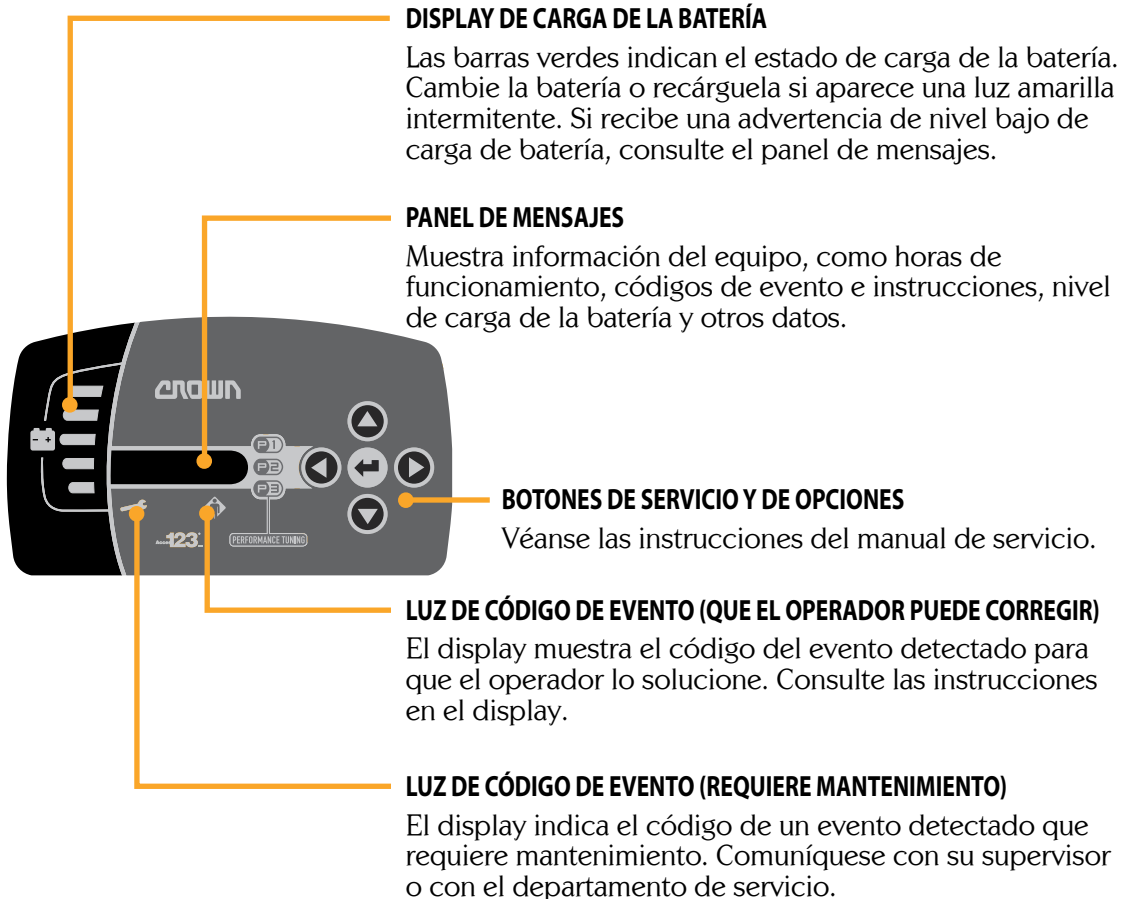 DISPLAY DE CARGA DE LA BATERÍA
Las barras verdes indican el estado de carga de la batería.
Cambie la batería o recárguela si aparece una luz amarilla
intermitente. Si recibe una advertencia de nivel bajo de
carga de batería, consulte el panel de mensajes.
PANEL DE MENSAJES
Muestra información del equipo, como horas de
funcionamiento, códigos de evento e instrucciones, nivel
de carga de la batería y otros datos.
CROWN
P1
P2
P3
123
PERFORMANCE TUNING
BOTONES DE SERVICIO Y DE OPCIONES
Véanse las instrucciones del manual de servicio.
LUZ DE CÓDIGO DE EVENTO (QUE EL OPERADOR PUEDE CORREGIR)
El display muestra el código del evento detectado para
que el operador lo solucione. Consulte las instrucciones
en el display.
LUZ DE CÓDIGO DE EVENTO (REQUIERE MANTENIMIENTO)
El display indica el código de un evento detectado que
requiere mantenimiento. Comuníquese con su supervisor
o con el departamento de servicio.